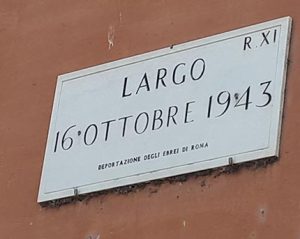 R. XI
LARGO
16 OTTOBRE 1943
DEPORTAZIONE DEGLI EBREI DI ROMA